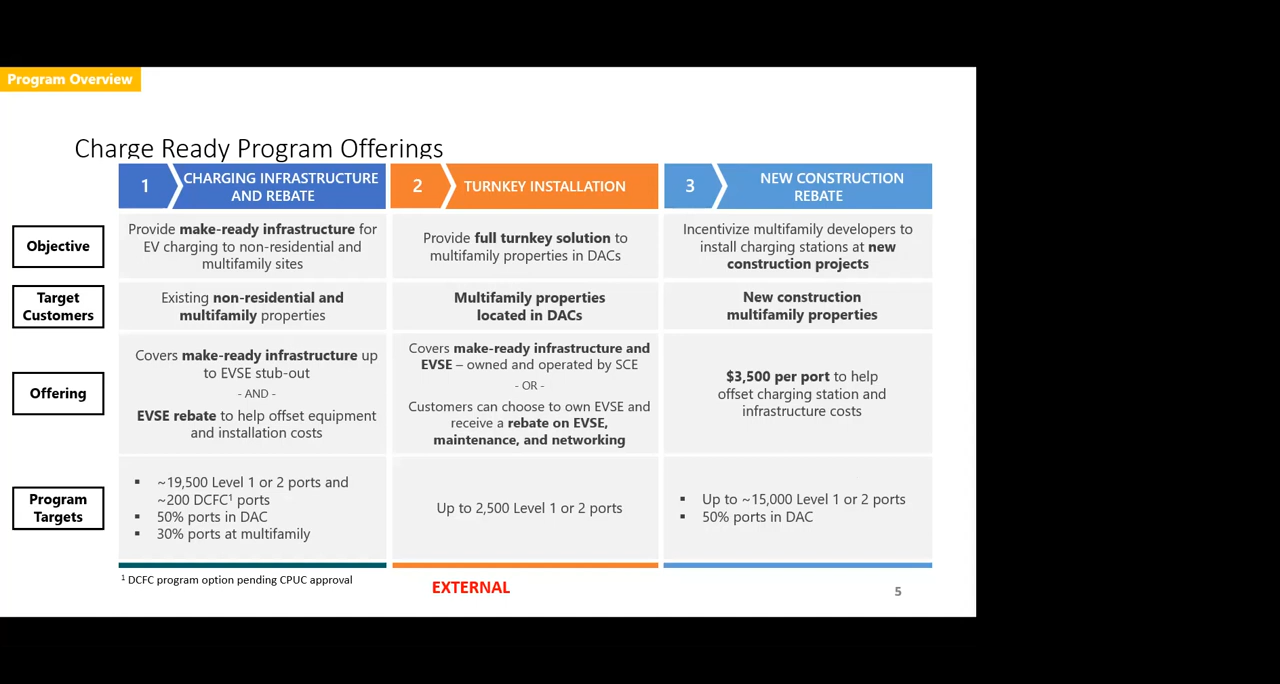 Program Overview
Charge Ready Program Offerings
1
CHARGING INFRASTRUCTURE
AND REBATE
2
TURNKEY INSTALLATION
3
NEW CONSTRUCTION
REBATE
Objective
Provide make-ready infrastructure for
EV charging to non-residential and
multifamily sites
Provide full turnkey solution to
multifamily properties in DACs
Incentivize multifamily developers to
install charging stations at new
construction projects
Target
Customers
Existing non-residential and
multifamily properties
Multifamily properties
located in DACs
New construction
multifamily properties
Offering
Covers make-ready infrastructure up
to EVSE stub-out
- AND -
EVSE rebate to help offset equipment
and installation costs
Covers make-ready infrastructure and
EVSE – owned and operated by SCE
- OR -
Customers can choose to own EVSE and
receive a rebate on EVSE,
maintenance, and networking
$3,500 per port to help
offset charging station and
infrastructure costs
Program
Targets
▪ ~19,500 Level 1 or 2 ports and
~200 DCFC¹ ports
▪ 50% ports in DAC
▪ 30% ports at multifamily
Up to 2,500 Level 1 or 2 ports
▪ Up to ~15,000 Level 1 or 2 ports
▪ 50% ports in DAC
¹ DCFC program option pending CPUC approval
EXTERNAL
5